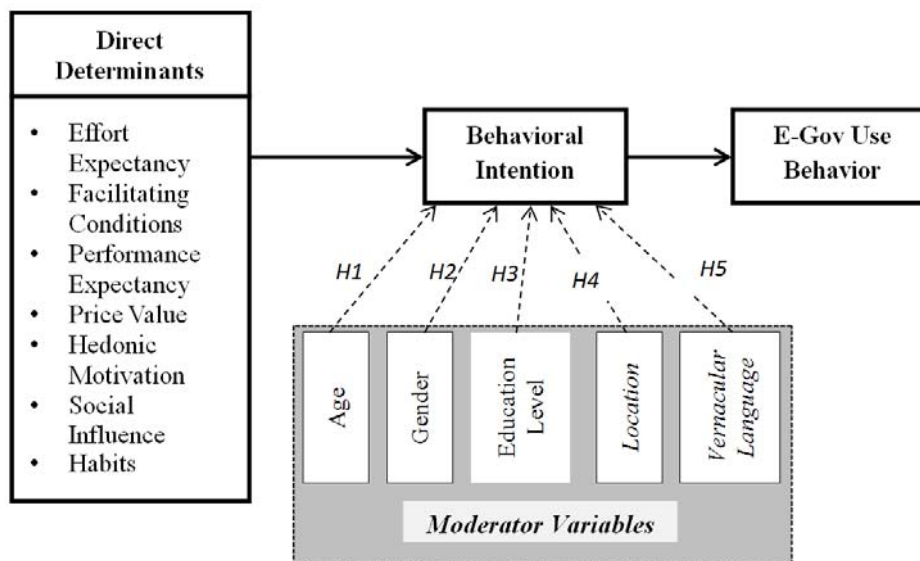 Direct
Determinants
• Effort
Expectancy
• Facilitating
Conditions
• Performance
Expectancy
• Price Value
• Hedonic
Motivation
• Social
Influence
• Habits
Behavioral
Intention
E-Gov Use
Behavior
H1
H2
H3
H4
H5
Age
Gender
Education
Level
Location
Vernacular
Language
Moderator Variables